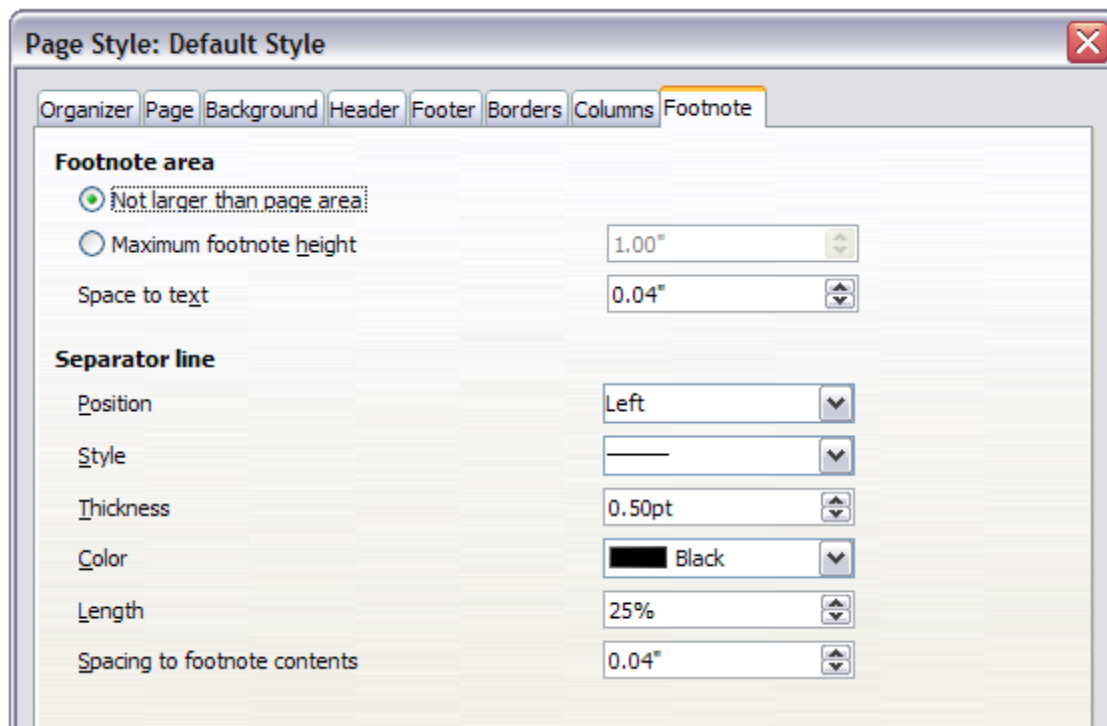 Page Style: Default Style
Organizer Page Background Header Footer Borders Columns Footnote
Footnote area
Not larger than page area
Maximum footnote height 1.00"
Space to text 0.04"
Separator line
Position Left
Style
Thickness 0.50pt
Color Black
Length 25%
Spacing to footnote contents 0.04"